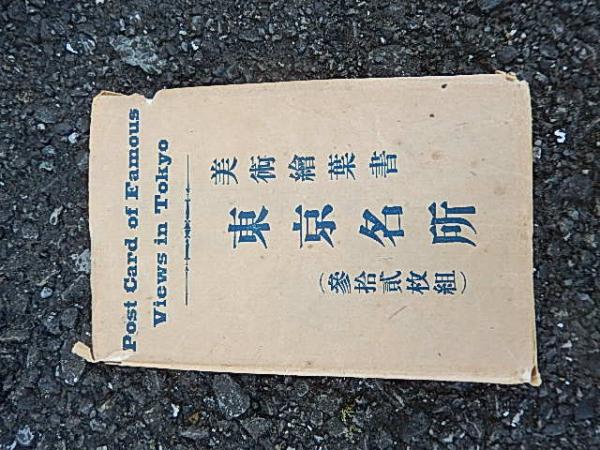 Post Card of Famous
Views in Tokyo
美術繪葉書
東京名所
(參拾貳枚組)